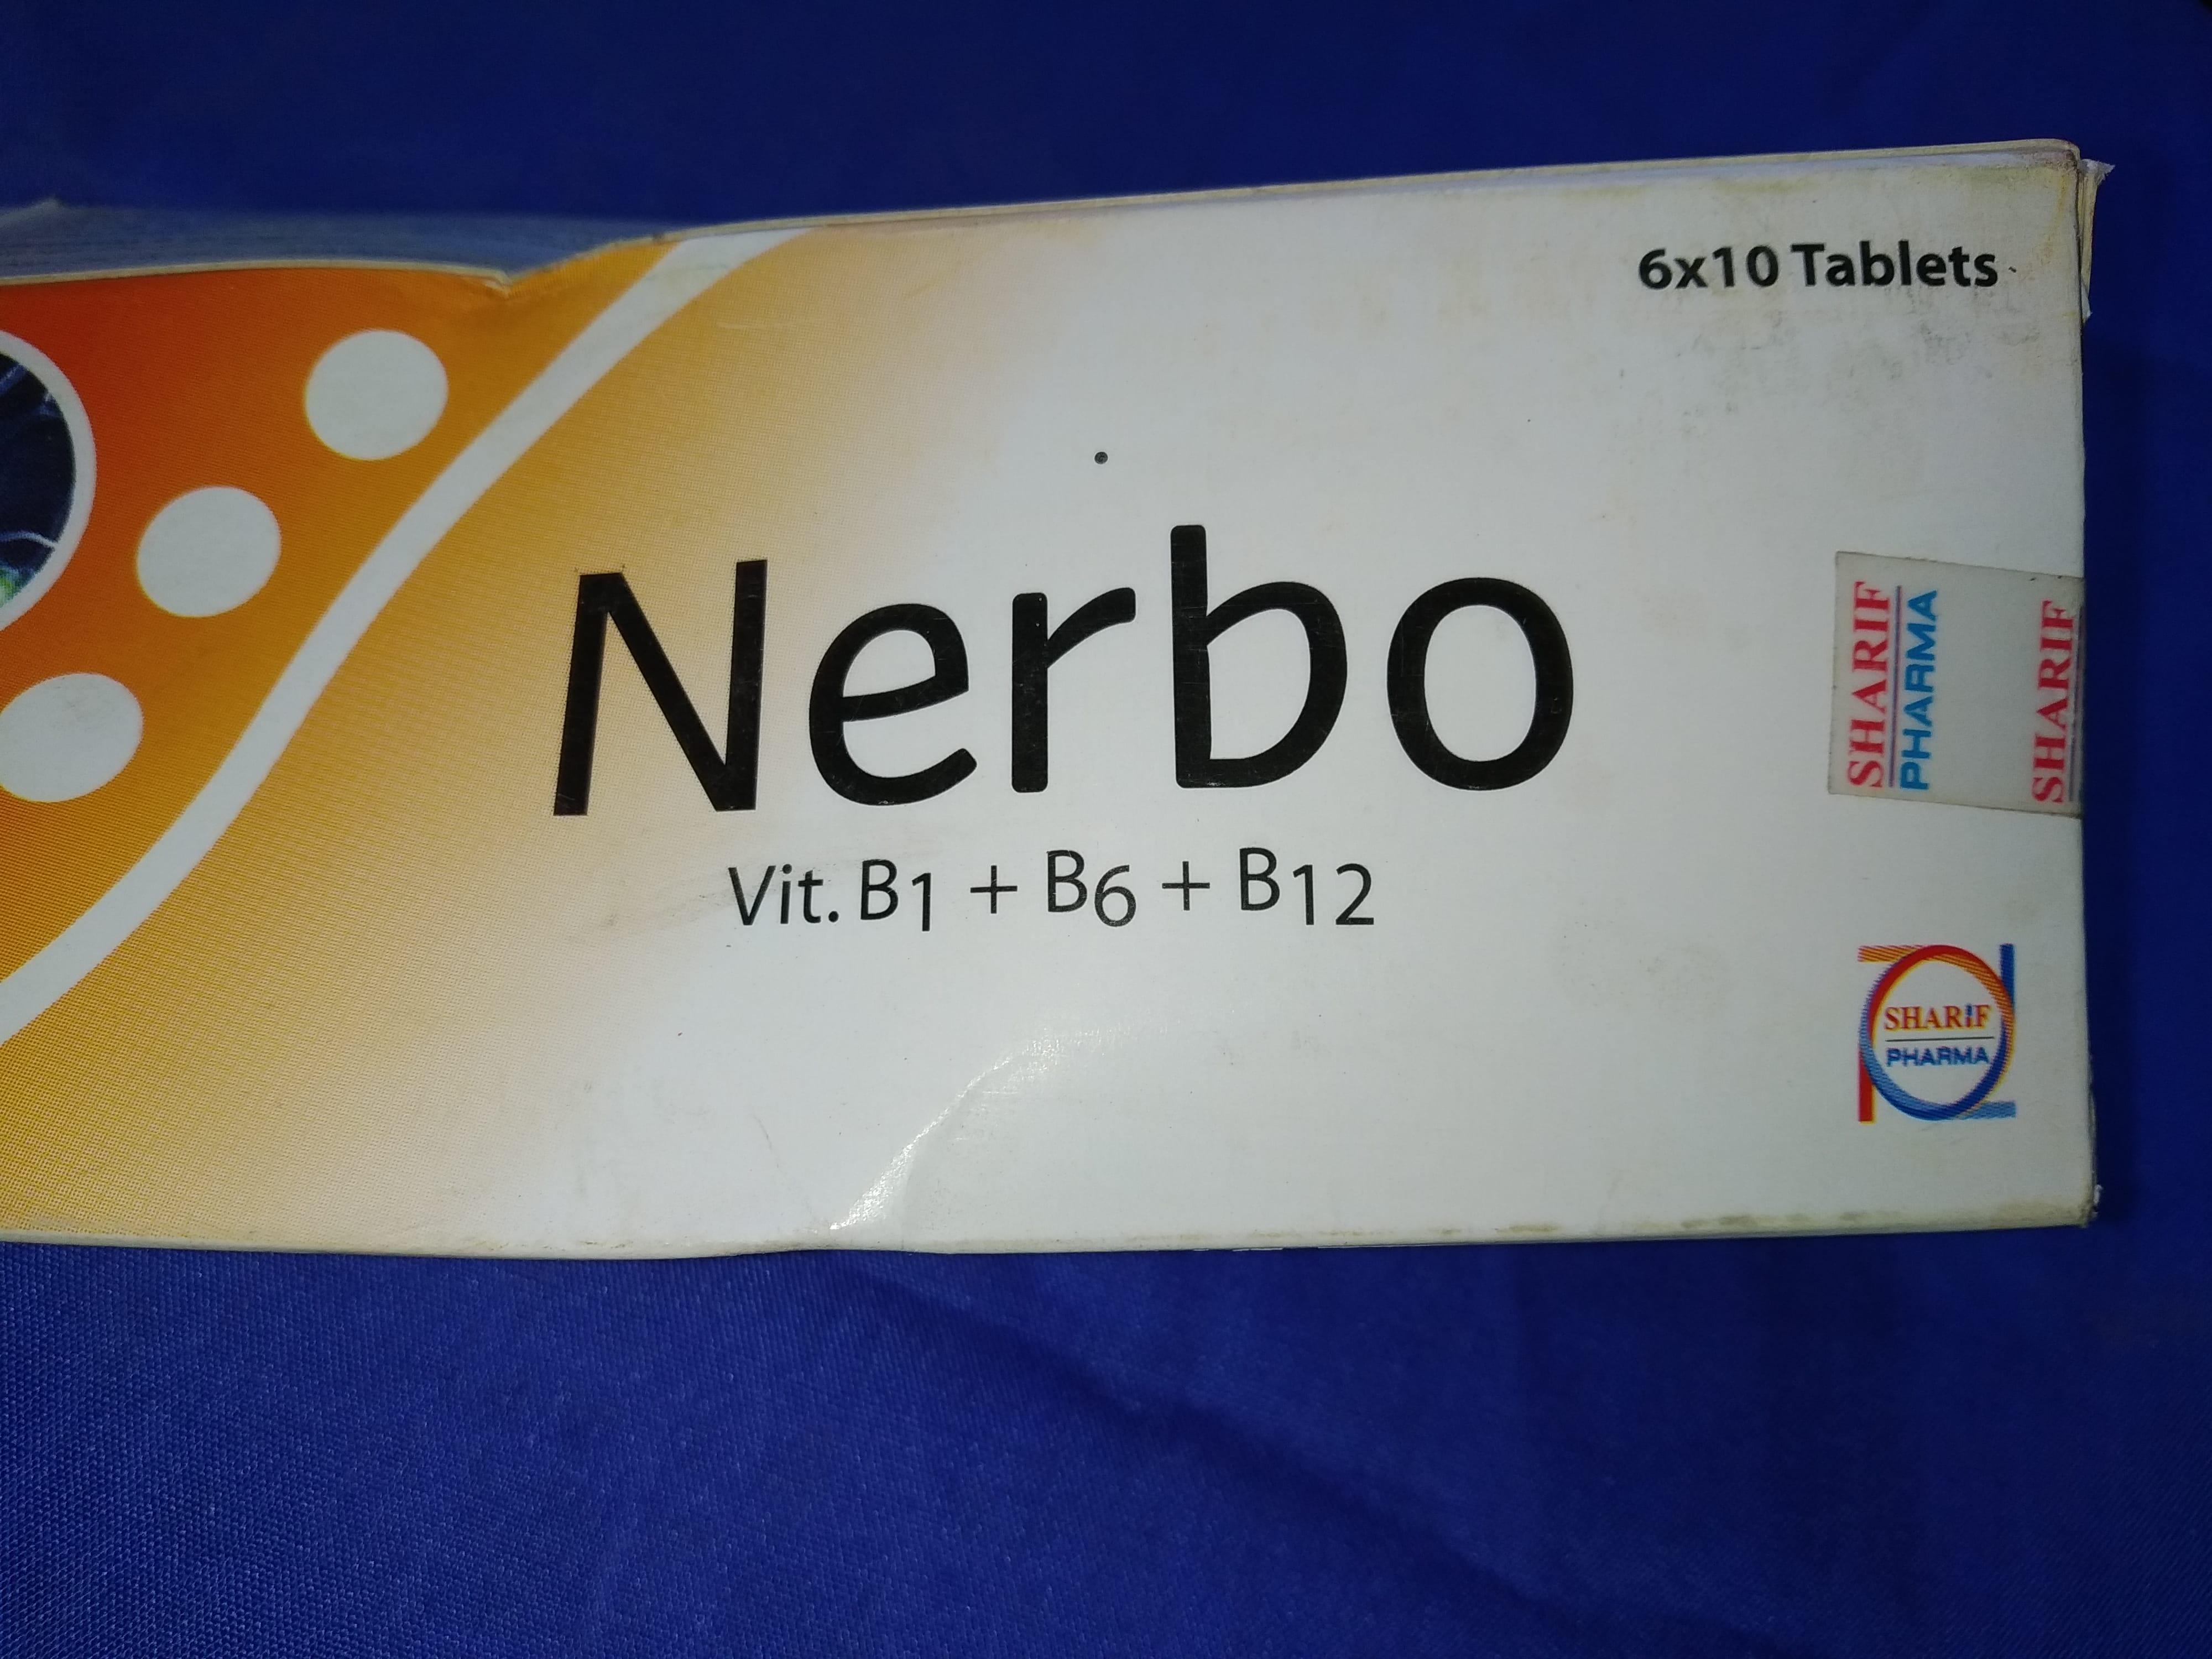 6x10 Tablets
Nerbo
Vit. B1 + B6 + B12
SHARIF
PHARMA
SHARIF
SHARIF
PHARMA